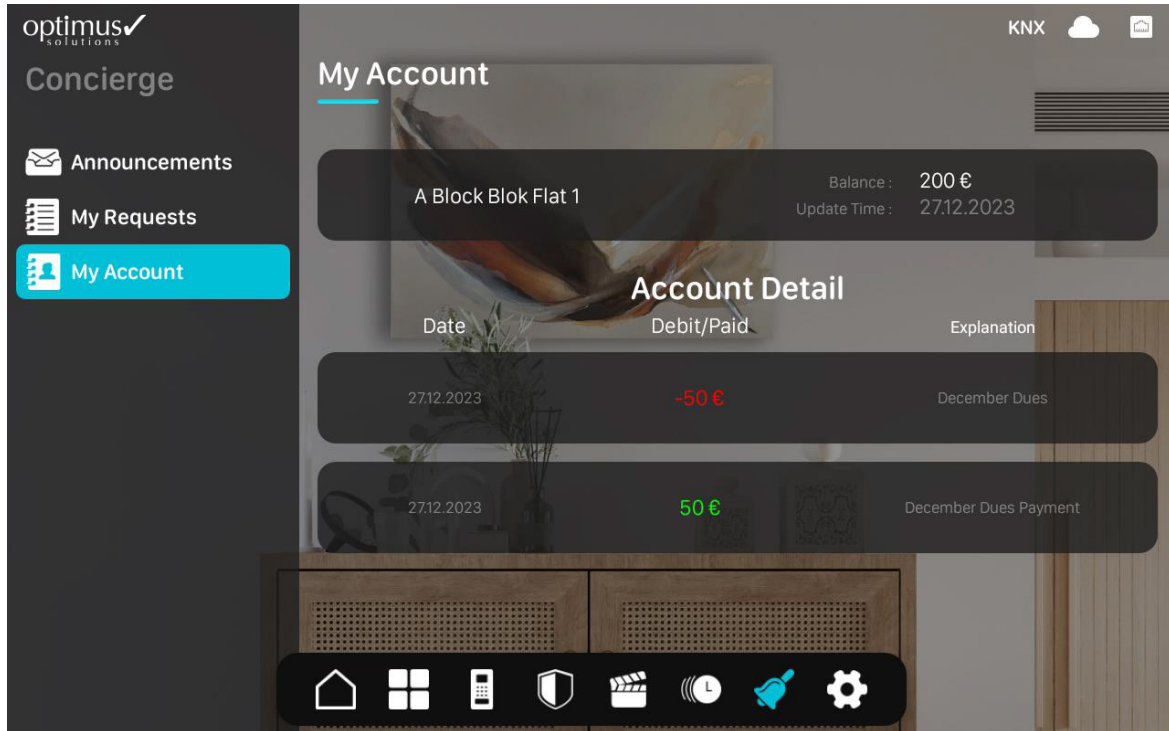 optimus
solutions
KNX
Concierge
My Account
Announcements
My Requests
My Account
A Block Blok Flat 1
Balance : 200 €
Update Time : 27.12.2023
Account Detail
Date Debit/Paid Explanation
27.12.2023 -50 € December Dues
27.12.2023 50 € December Dues Payment